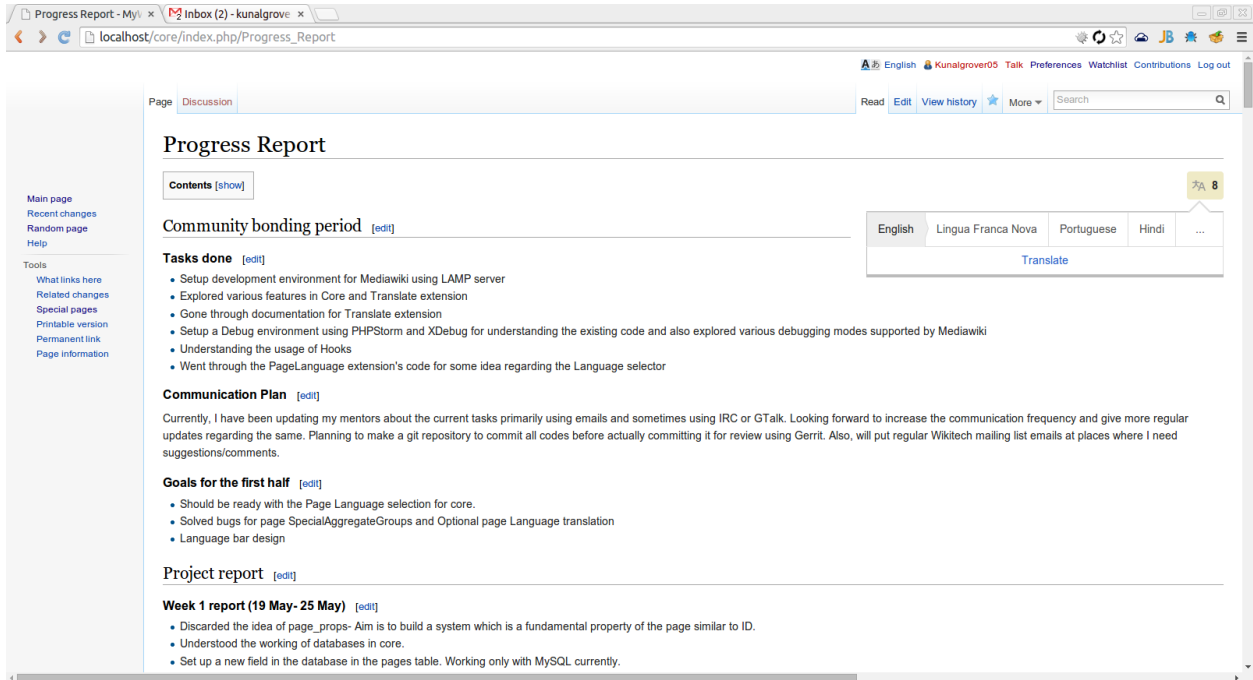 Progress Report - My
Inbox (2) - kunalgrove
localhost/core/index.php/Progress_Report
JB
English Kunalgrover05 Talk Preferences Watchlist Contributions Log out
Page Discussion
Read Edit View history More Search
Progress Report
Contents [show]
8
Main page
Recent changes
Random page
Help
Tools
What links here
Related changes
Special pages
Printable version
Permanent link
Page information
Community bonding period [edit]
English Lingua Franca Nova Portuguese Hindi ...
Translate
Tasks done [edit]
Setup development environment for Mediawiki using LAMP server
Explored various features in Core and Translate extension
Gone through documentation for Translate extension
Setup a Debug environment using PHPStorm and XDebug for understanding the existing code and also explored various debugging modes supported by Mediawiki
Understanding the usage of Hooks
Went through the PageLanguage extension's code for some idea regarding the Language selector
Communication Plan [edit]
Currently, I have been updating my mentors about the current tasks primarily using emails and sometimes using IRC or GTalk. Looking forward to increase the communication frequency and give more regular
updates regarding the same. Planning to make a git repository to commit all codes before actually committing it for review using Gerrit. Also, will put regular Wikitech mailing list emails at places where I need
suggestions/comments.
Goals for the first half [edit]
Should be ready with the Page Language selection for core.
Solved bugs for page SpecialAggregateGroups and Optional page Language translation
Language bar design
Project report [edit]
Week 1 report (19 May- 25 May) [edit]
Discarded the idea of page_props- Aim is to build a system which is a fundamental property of the page similar to ID.
Understood the working of databases in core.
Set up a new field in the database in the pages table. Working only with MySQL currently.